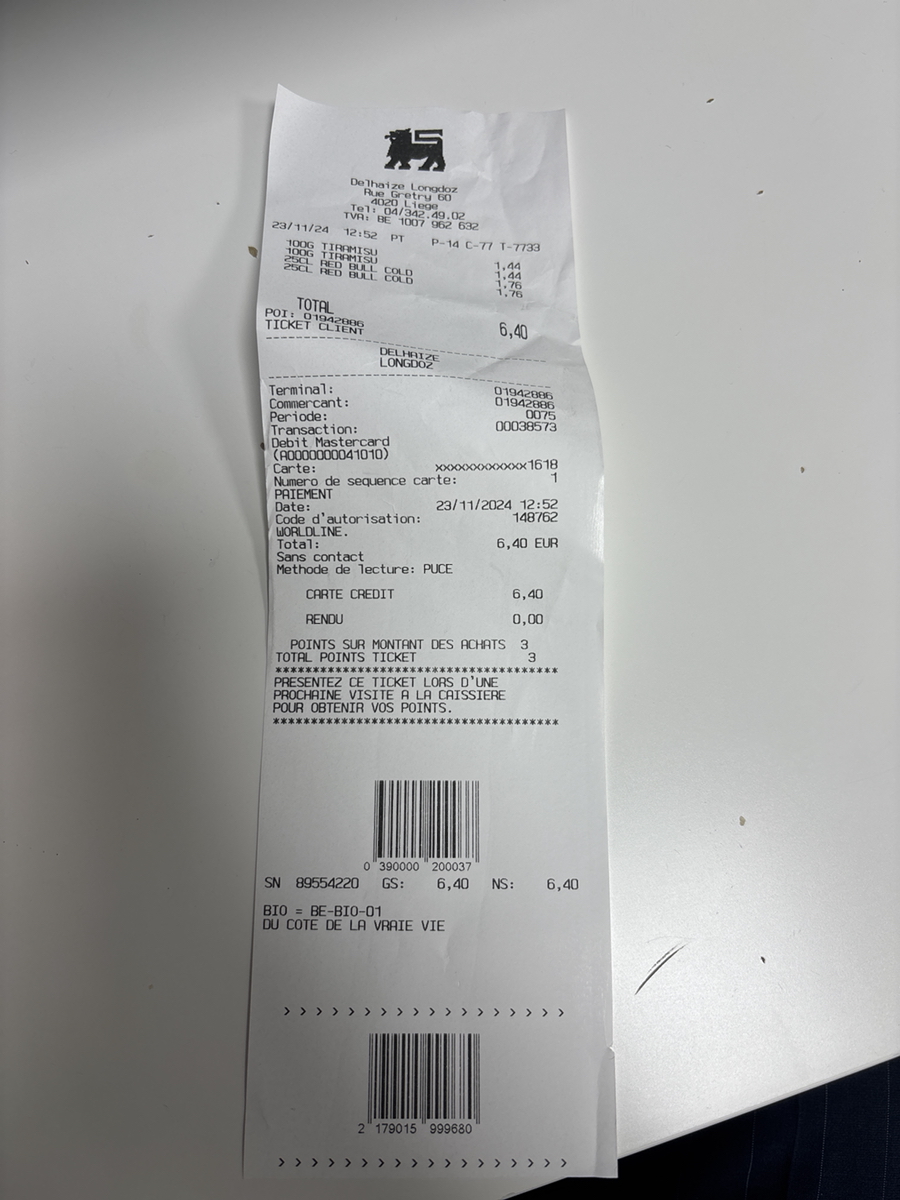 Delhaize Longdoz
Rue Gretry 60
4020 Liege
Tel: 04/342.49.02
TVA: BE 1007 962 632
23/11/24 12:52 PT P-14 C-77 T-7733
100G TIRAMISU 1,44
100G TIRAMISU 1,44
25CL RED BULL COLD 1,76
25CL RED BULL COLD 1,76
TOTAL 6,40
POI: 01942886
TICKET CLIENT
--------------------------------
DELHAIZE
LONGDOZ
--------------------------------
Terminal: 01942886
Commercant: 01942886
Periode: 0075
Transaction: 00038573
Debit Mastercard
(A0000000041010)
Carte: xxxxxxxxxxxxx1618
Numero de sequence carte: 1
PAIEMENT
Date: 23/11/2024 12:52
Code d'autorisation: 148762
WORLDLINE.
Total: 6,40 EUR
Sans contact
Methode de lecture: PUCE
CARTE CREDIT 6,40
RENDU 0,00
POINTS SUR MONTANT DES ACHATS 3
TOTAL POINTS TICKET 3
************************************
PRESENTEZ CE TICKET LORS D'UNE
PROCHAINE VISITE A LA CAISSIERE
POUR OBTENIR VOS POINTS.
************************************
0 390000 200037
SN 89554220 GS: 6,40 NS: 6,40
BIO = BE-BIO-01
DU COTE DE LA VRAIE VIE
> > > > > > > > > > > > > > > > > >
2 179015 999680
> > > > > > > > > > > > > > > > > > >